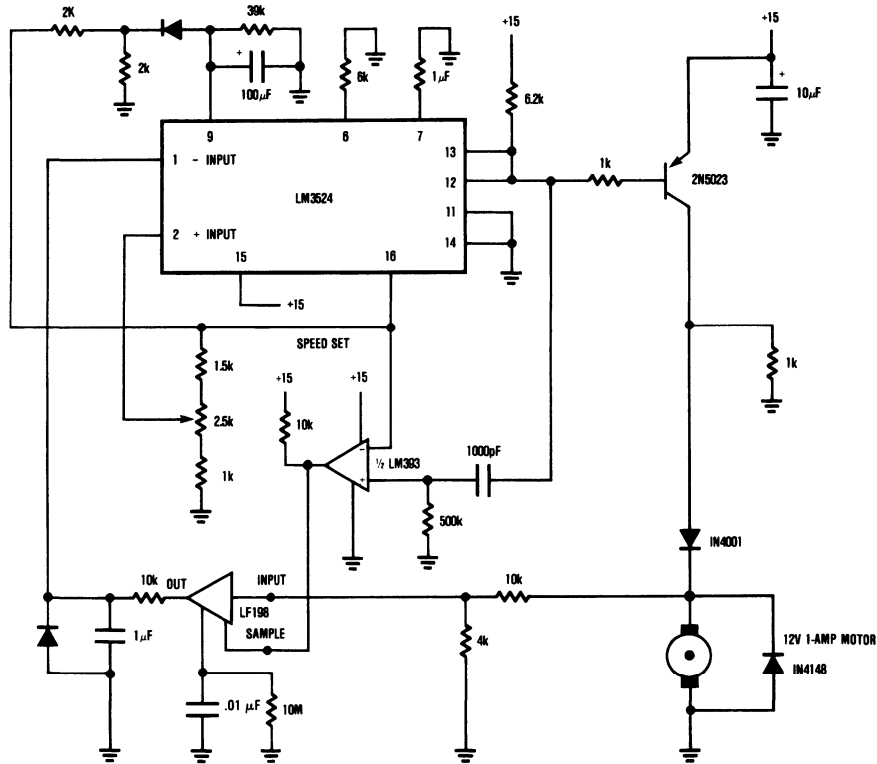 2K
39k
+15
+15
2k
+
100μF
6k
1μF
6.2k
+
10μF
9
6
7
1 - INPUT
13
1k
LM3524
12
2N5023
2 + INPUT
11
14
15
16
+15
SPEED SET
1.5k
+15
+15
1k
2.5k
10k
1000pF
-
½ LM393
1k
+
500k
IN4001
10k
OUT
INPUT
10k
LF198
1μF
SAMPLE
4k
12V 1-AMP MOTOR
IN4148
.01 μF
10M